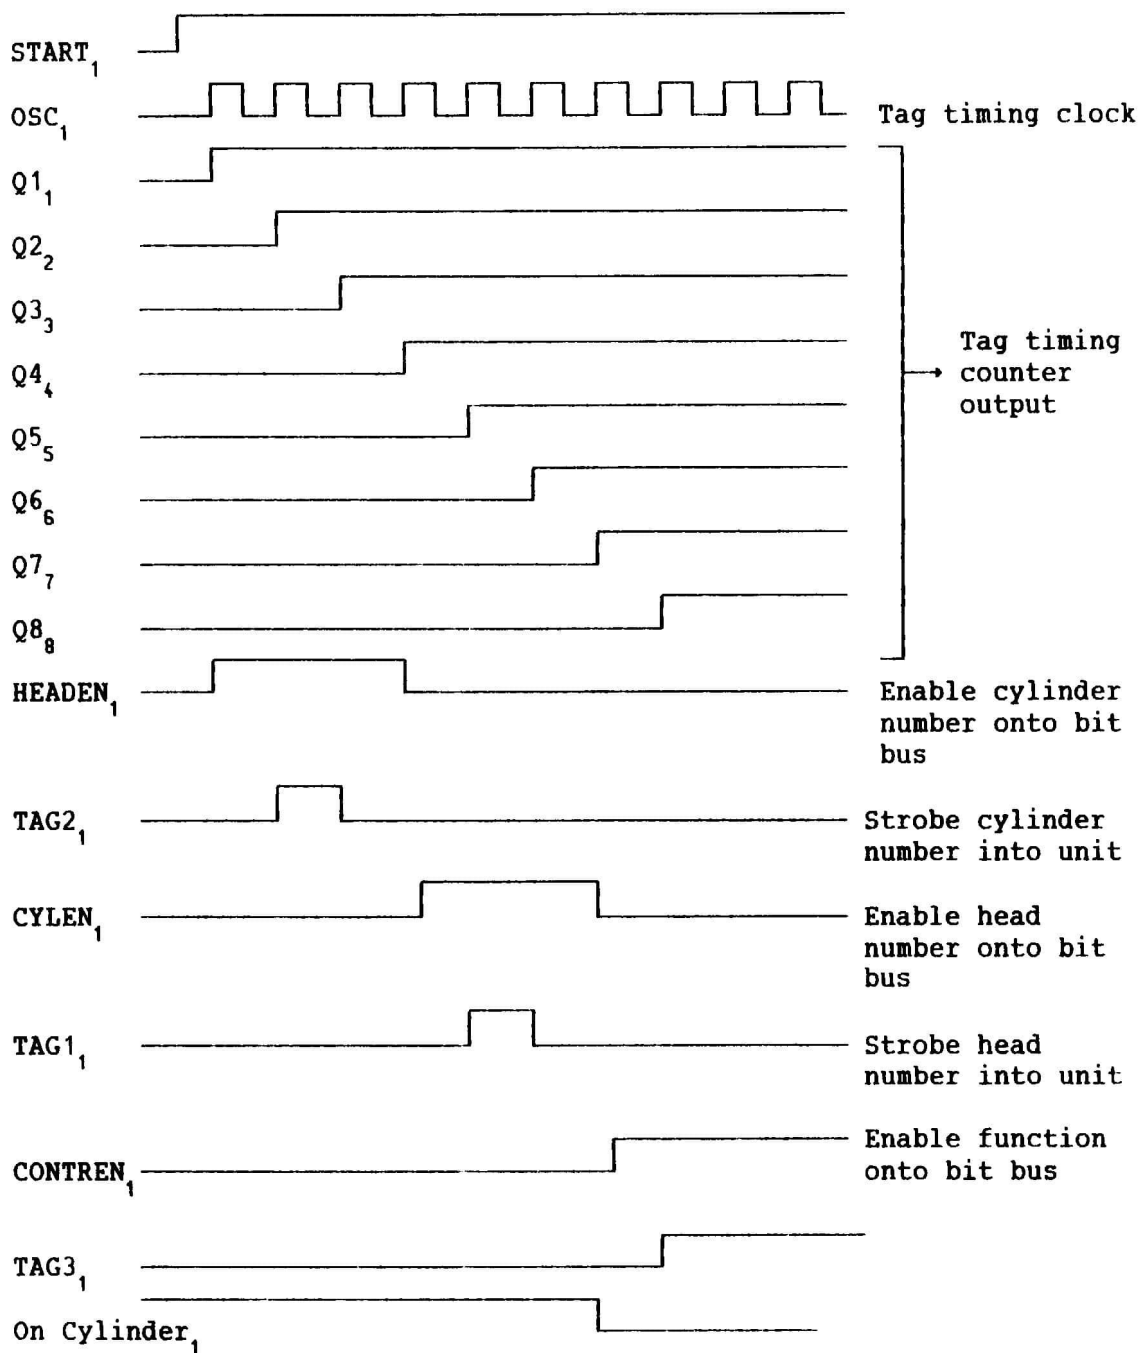 START1
OSC1 Tag timing clock
Q11
Q22
Q33
Q44
Tag timing
counter
output
Q55
Q66
Q77
Q88
HEADEN1 Enable cylinder
number onto bit
bus
TAG21 Strobe cylinder
number into unit
CYLEN1 Enable head
number onto bit
bus
TAG11 Strobe head
number into unit
CONTREN1 Enable function
onto bit bus
TAG31
On Cylinder1